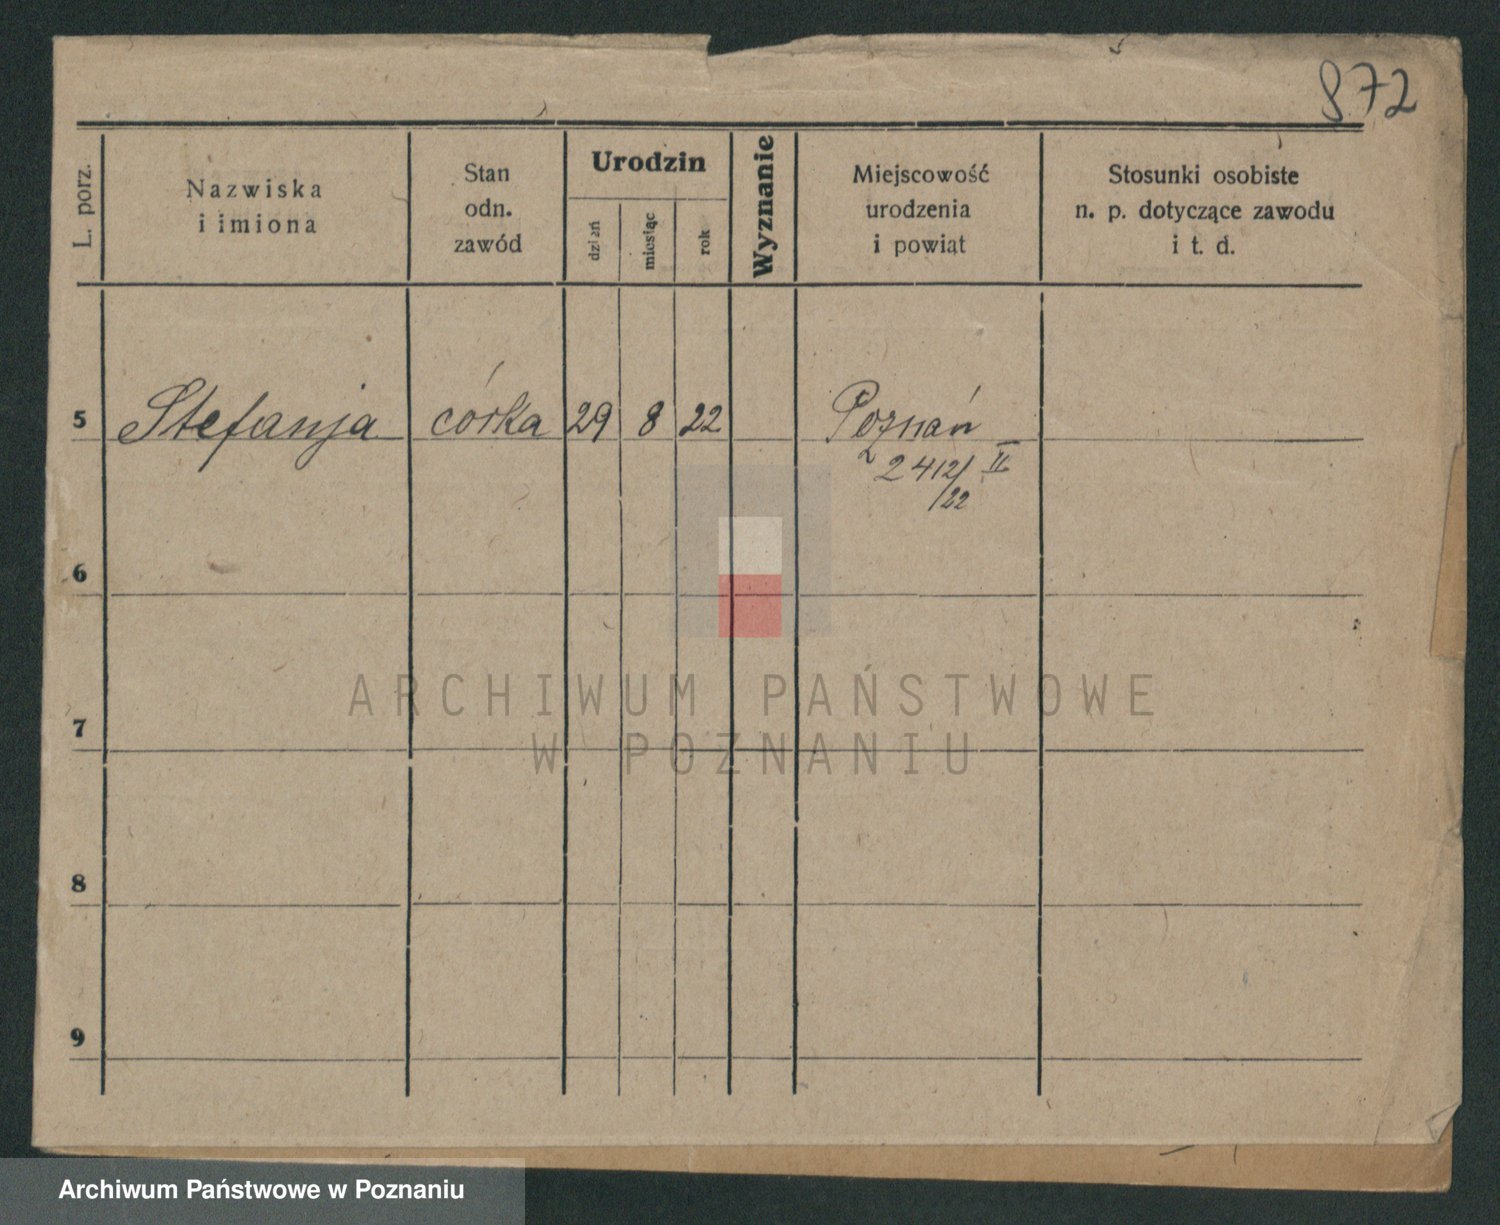 872
L. porz.
Nazwiska
i imiona
Stan
odn.
zawód
Urodzin
dzień
miesiąc
rok
Wyznanie
Miejscowość
urodzenia
i powiat
Stosunki osobiste
n. p. dotyczące zawodu
i t. d.
5 Stefanja córka 29 8 22 Poznań
2412/22 II
6
7
8
9
ARCHIWUM PAŃSTWOWE
W POZNANIU
Archiwum Państwowe w Poznaniu